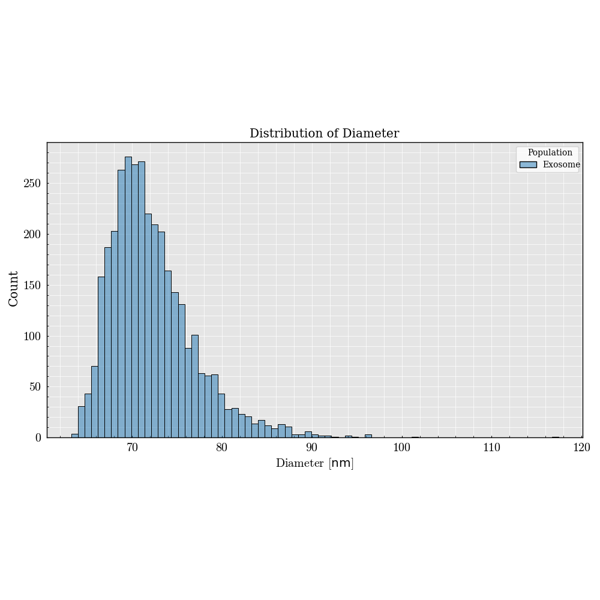 Distribution of Diameter
Population
Exosome
250
200
150
100
50
0
Count
70 80 90 100 110 120
Diameter [nm]